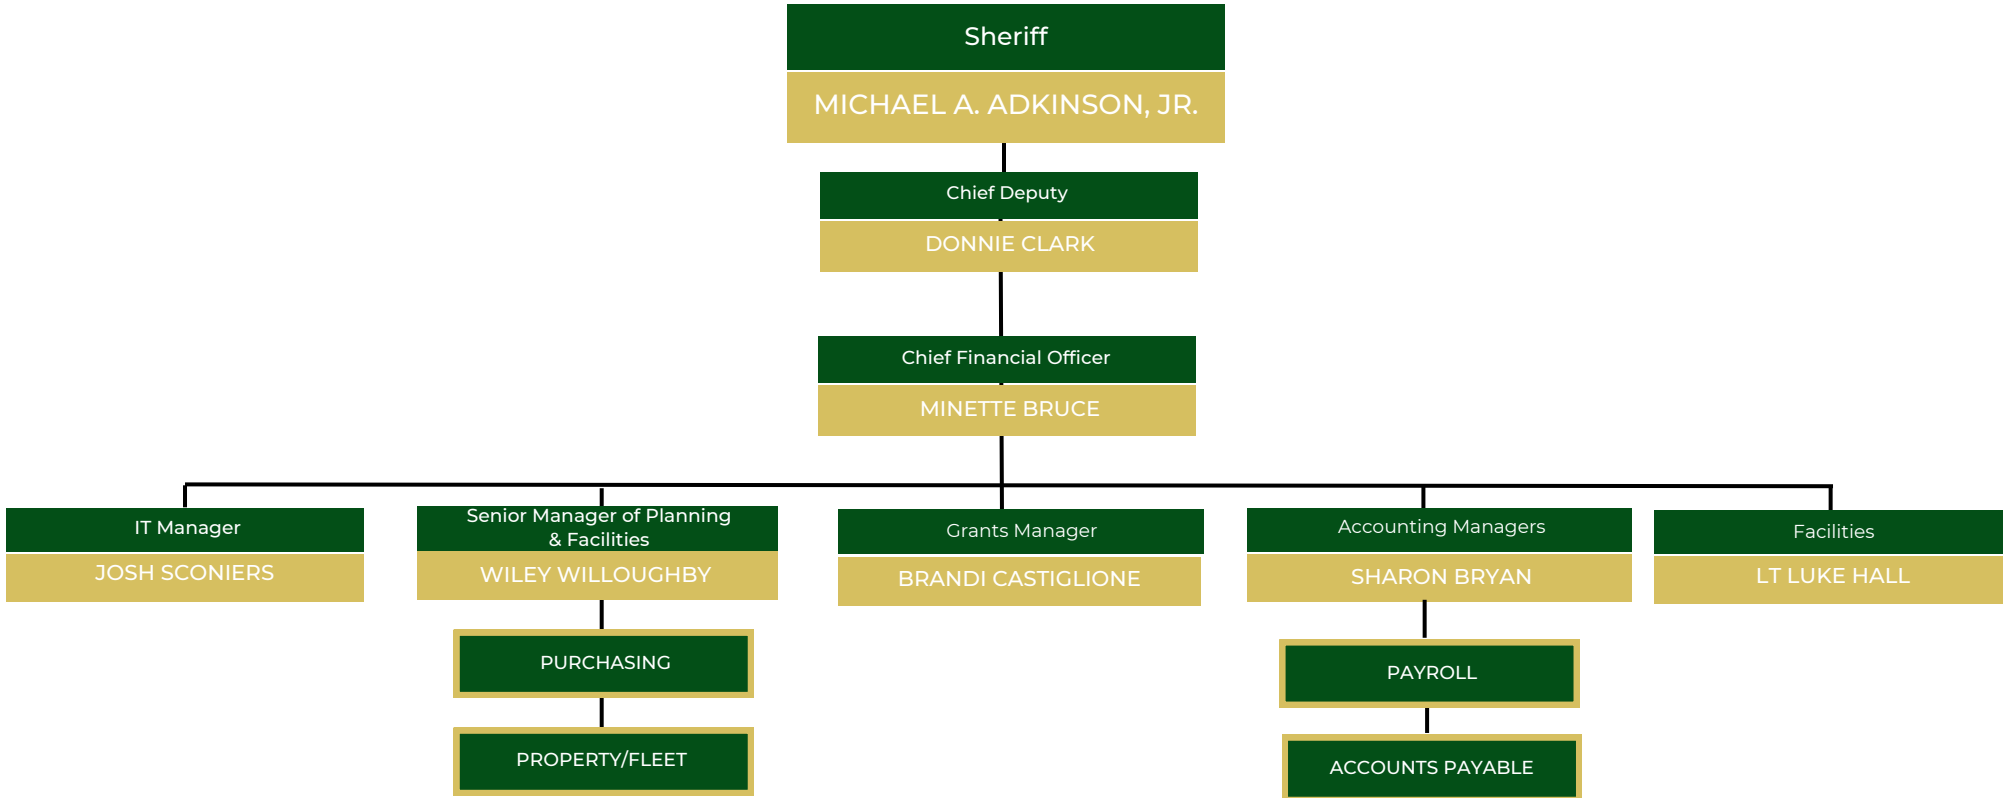 Sheriff
MICHAEL A. ADKINSON, JR.
Chief Deputy
DONNIE CLARK
Chief Financial Officer
MINETTE BRUCE
IT Manager
JOSH SCONIERS
Senior Manager of Planning
& Facilities
WILEY WILLOUGHBY
PURCHASING
PROPERTY/FLEET
Grants Manager
BRANDI CASTIGLIONE
Accounting Managers
SHARON BRYAN
PAYROLL
ACCOUNTS PAYABLE
Facilities
LT LUKE HALL